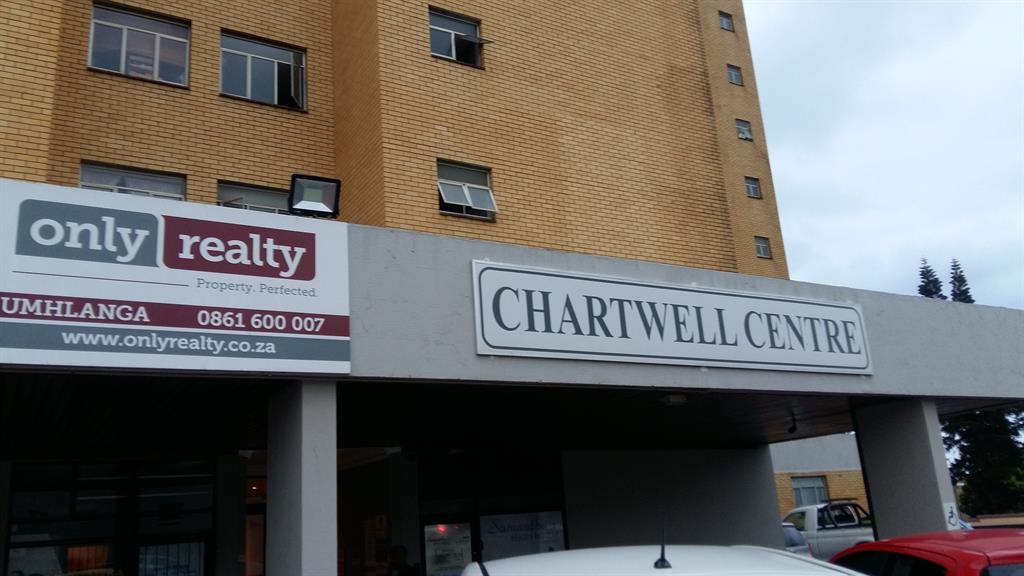 only realty
Property. Perfected.
UMHLANGA 0861 600 007
www.onlyrealty.co.za
CHARTWELL CENTRE